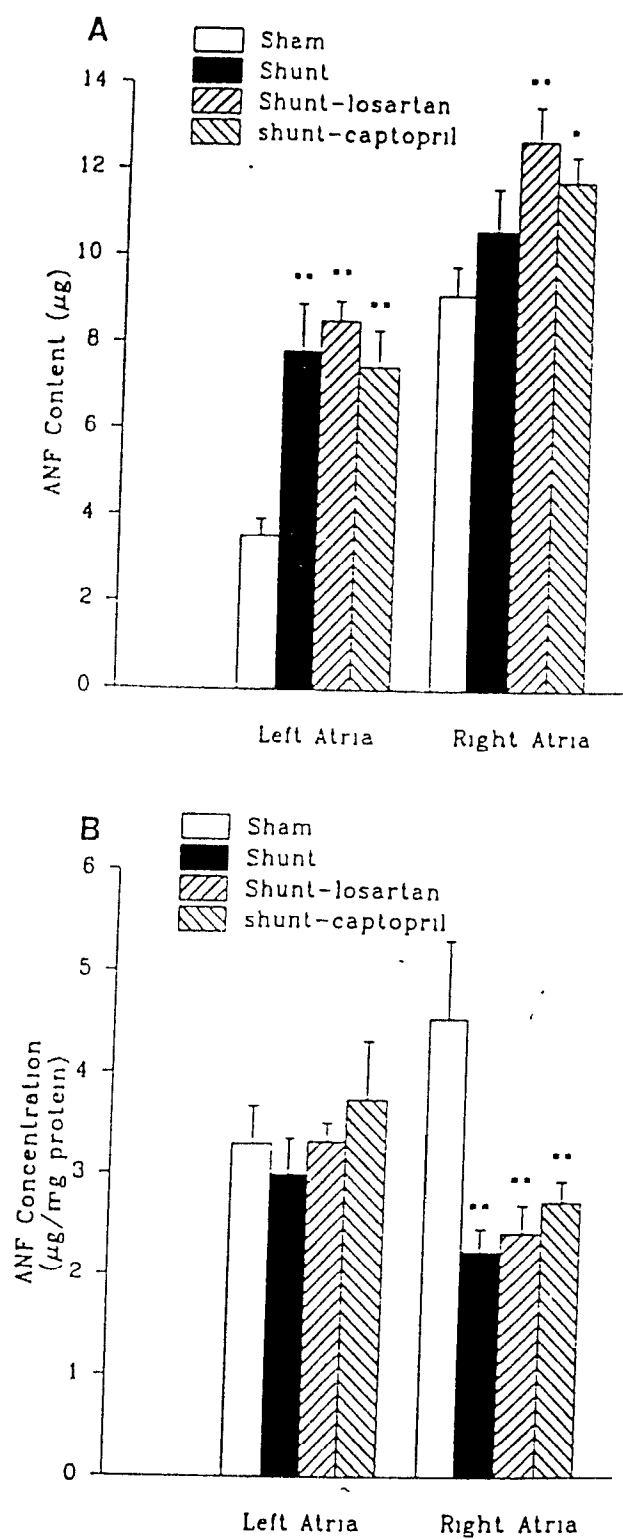 A
Sham
Shunt
Shunt-losartan
shunt-captopril
14
12
10
8
6
4
2
0
ANF Content (µg)
** ** ** ** *
Left Atria Right Atria
B
Sham
Shunt
Shunt-losartan
shunt-captopril
6
5
4
3
2
1
0
ANF Concentration
(µg/mg protein)
** ** **
Left Atria Right Atria